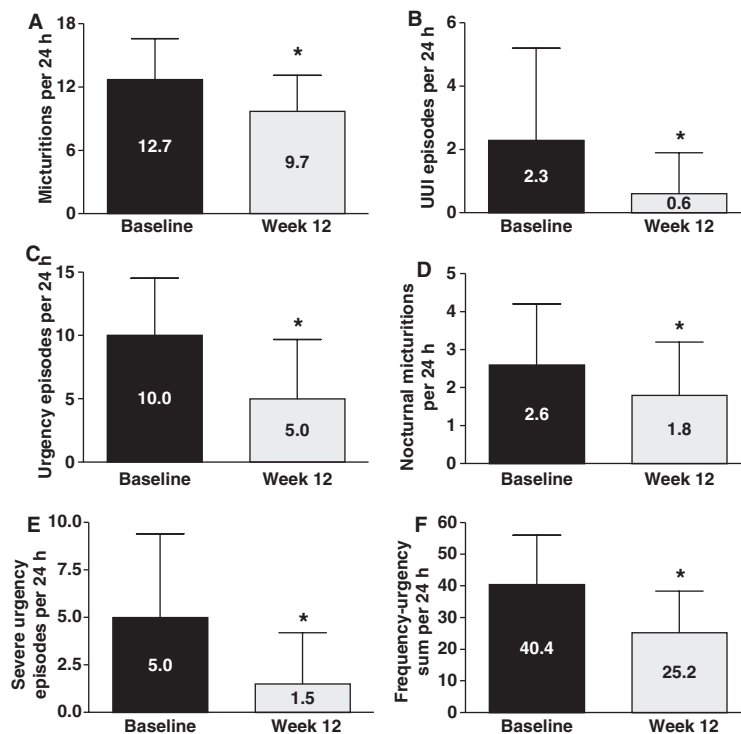 A
Micturitions per 24 h
18
12
6
0
12.7
*
9.7
Baseline
Week 12
B
UUI episodes per 24 h
6
4
2
0
2.3
*
0.6
Baseline
Week 12
C
Urgency episodes per 24 h
15
10
5
0
10.0
*
5.0
Baseline
Week 12
D
Nocturnal micturitions
per 24 h
5
4
3
2
1
0
2.6
*
1.8
Baseline
Week 12
E
Severe urgency
episodes per 24 h
10.0
7.5
5.0
2.5
0.0
5.0
*
1.5
Baseline
Week 12
F
Frequency-urgency
sum per 24 h
60
50
40
30
20
10
0
40.4
*
25.2
Baseline
Week 12